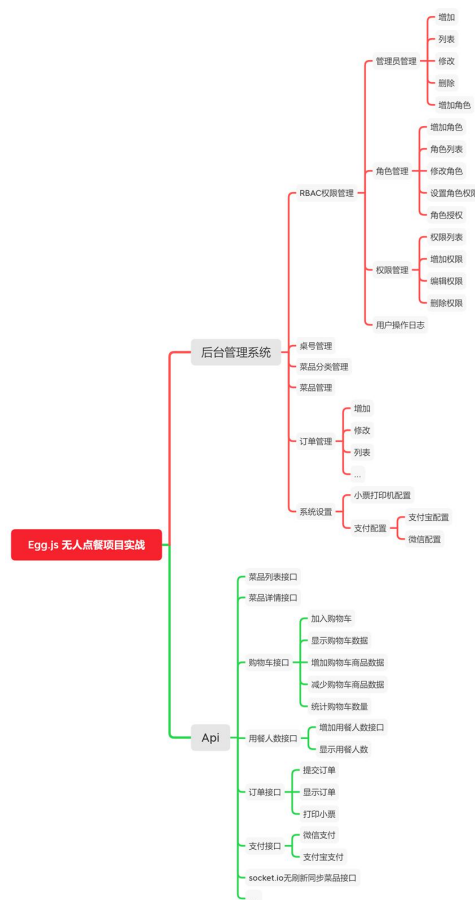 Egg.js 无人点餐项目实战
后台管理系统
RBAC权限管理
管理员管理
增加
列表
修改
删除
增加角色
角色管理
增加角色
角色列表
修改角色
设置角色权限
角色授权
权限管理
权限列表
增加权限
编辑权限
删除权限
用户操作日志
桌号管理
菜品分类管理
菜品管理
订单管理
增加
修改
列表
...
系统设置
小票打印机配置
支付配置
支付宝配置
微信配置
Api
菜品列表接口
菜品详情接口
购物车接口
加入购物车
显示购物车数据
增加购物车商品数据
减少购物车商品数据
统计购物车数量
用餐人数接口
增加用餐人数接口
显示用餐人数
订单接口
提交订单
显示订单
打印小票
支付接口
微信支付
支付宝支付
socket.io无刷新同步菜品接口